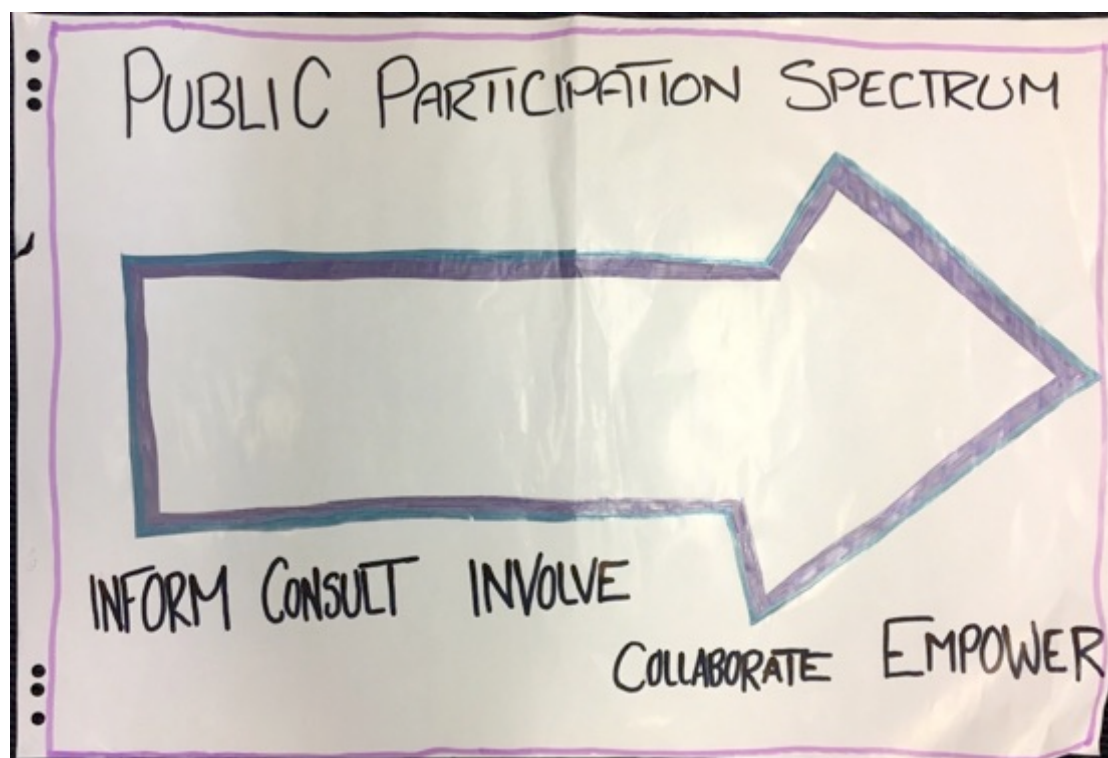 PUBLIC PARTICIPATION SPECTRUM
INFORM CONSULT INVOLVE
COLLABORATE EMPOWER